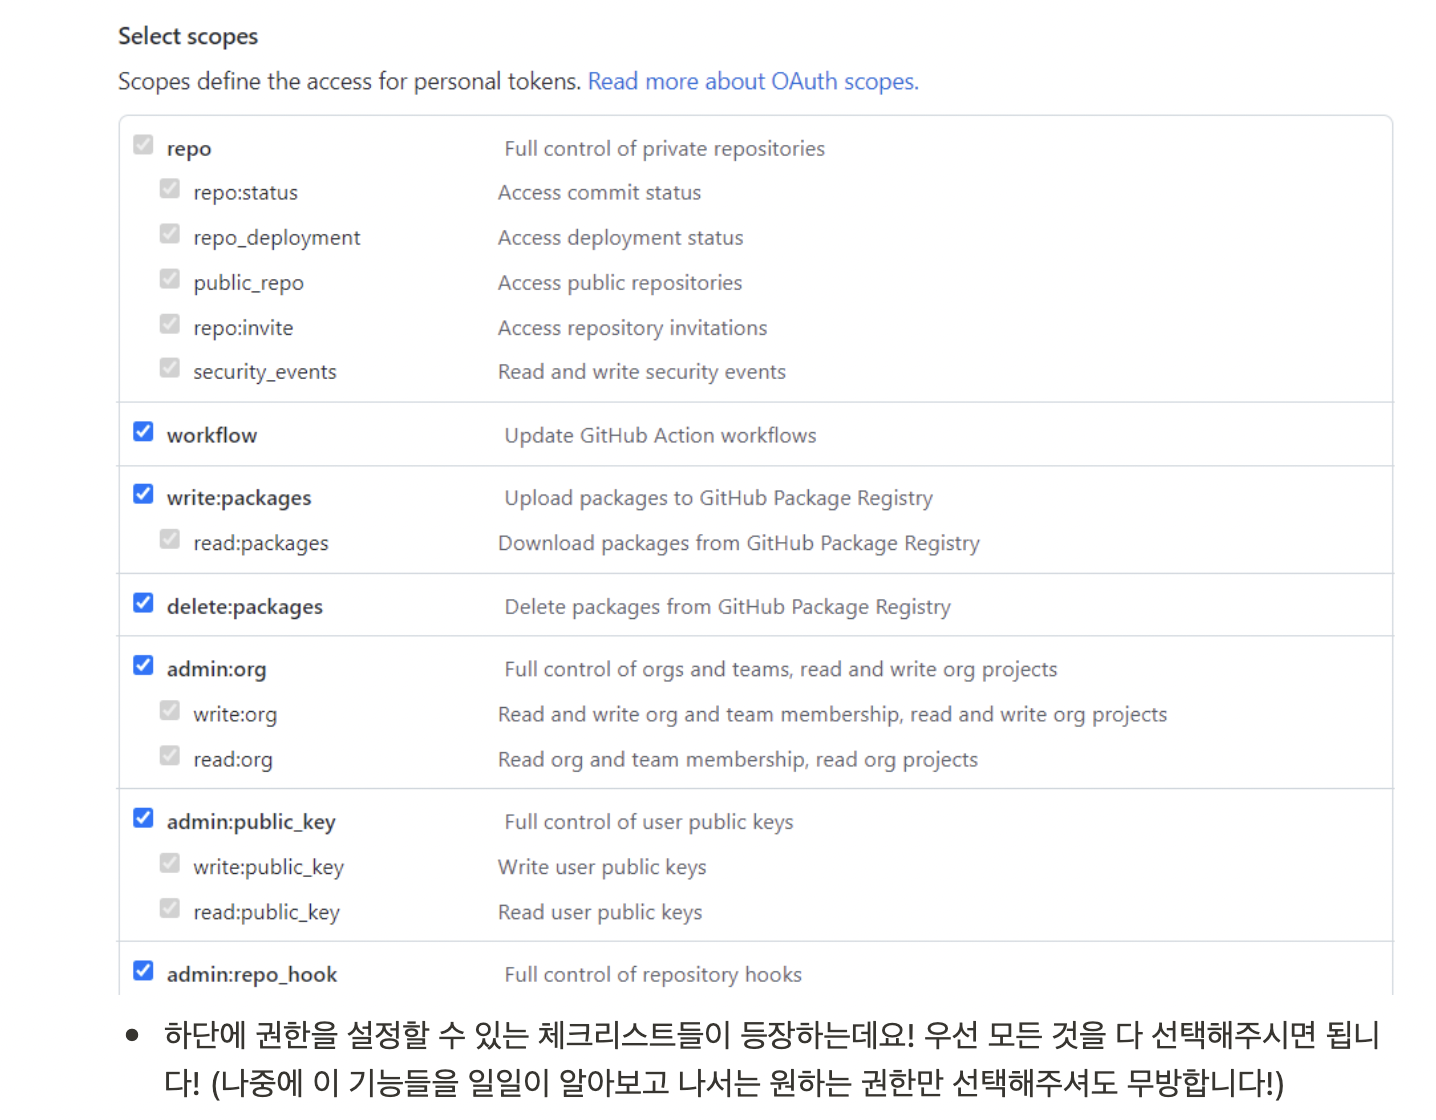 Select scopes
Scopes define the access for personal tokens. Read more about OAuth scopes.
repo Full control of private repositories
repo:status Access commit status
repo_deployment Access deployment status
public_repo Access public repositories
repo:invite Access repository invitations
security_events Read and write security events
workflow Update GitHub Action workflows
write:packages Upload packages to GitHub Package Registry
read:packages Download packages from GitHub Package Registry
delete:packages Delete packages from GitHub Package Registry
admin:org Full control of orgs and teams, read and write org projects
write:org Read and write org and team membership, read and write org projects
read:org Read org and team membership, read org projects
admin:public_key Full control of user public keys
write:public_key Write user public keys
read:public_key Read user public keys
admin:repo_hook Full control of repository hooks
• 하단에 권한을 설정할 수 있는 체크리스트들이 등장하는데요! 우선 모든 것을 다 선택해주시면 됩니
다! (나중에 이 기능들을 일일이 알아보고 나서는 원하는 권한만 선택해주셔도 무방합니다!)